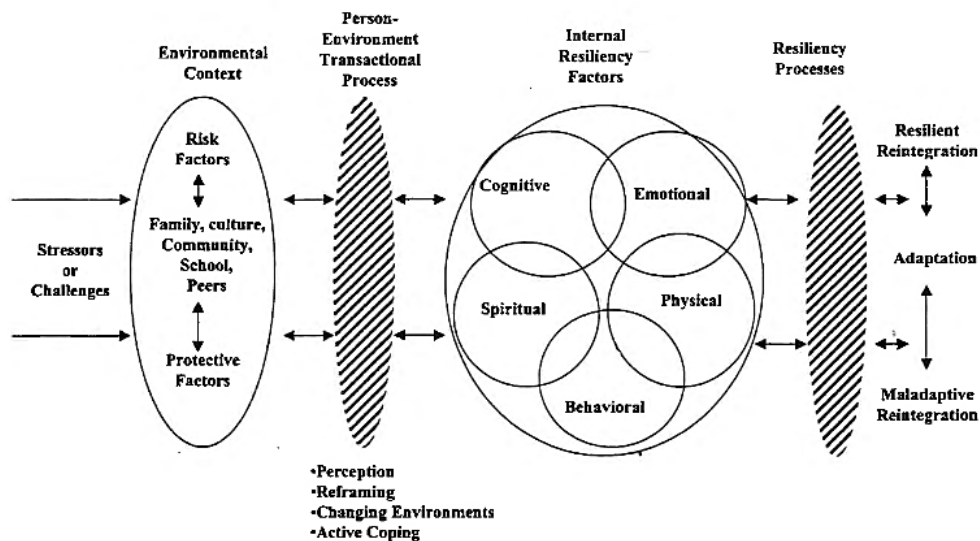 Environmental
Context
Person-
Environment
Transactional
Process
Internal
Resiliency
Factors
Resiliency
Processes
Stressors
or
Challenges
Risk
Factors
Family, culture,
Community,
School,
Peers
Protective
Factors
•Perception
•Reframing
•Changing Environments
•Active Coping
Cognitive
Emotional
Spiritual
Physical
Behavioral
Resilient
Reintegration
Adaptation
Maladaptive
Reintegration